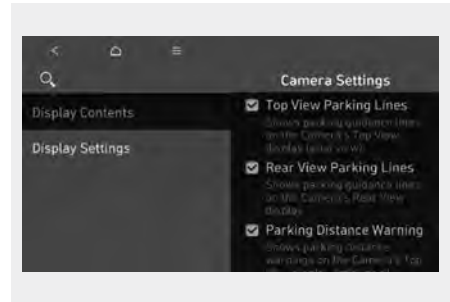 Camera Settings
Display Contents
Display Settings
Top View Parking Lines
Shows parking guidance lines
on the Camera's Top View
Rear View Parking Lines
Shows parking guidance lines
on the Camera's Rear View
display
Parking Distance Warning
Shows parking distance
warnings on the Camera's Top